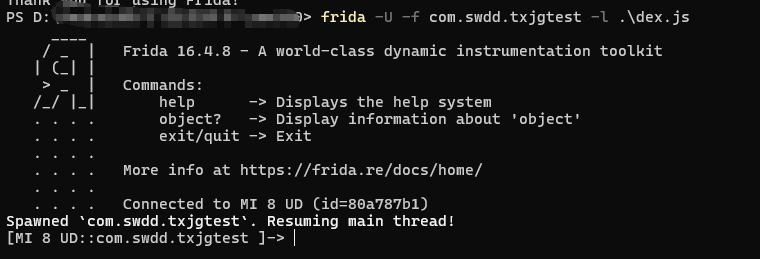 Thank you for using Frida!
PS D:\ 0> frida -U -f com.swdd.txjgtest -l .\dex.js
     ____
    / _  |   Frida 16.4.8 - A world-class dynamic instrumentation toolkit
   | (_| |
    > _  |   Commands:
   /_/ |_|       help      -> Displays the help system
   . . . .       object?   -> Display information about 'object'
   . . . .       exit/quit -> Exit
   . . . .
   . . . .   More info at https://frida.re/docs/home/
   . . . .
   . . . .   Connected to MI 8 UD (id=80a787b1)
Spawned `com.swdd.txjgtest`. Resuming main thread!
[MI 8 UD::com.swdd.txjgtest ]->